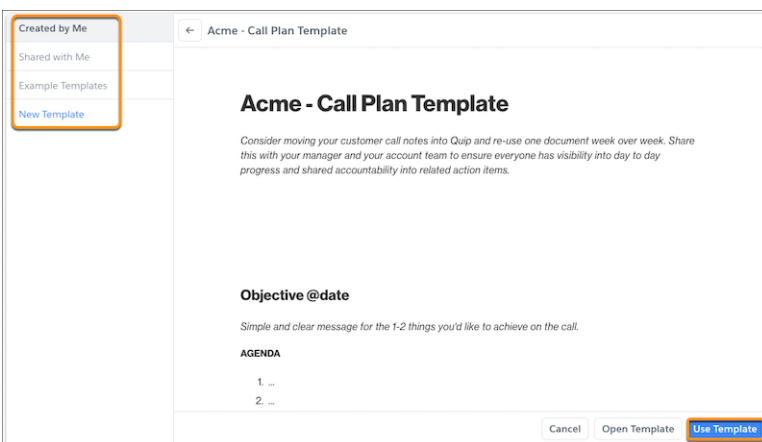 Created by Me
Shared with Me
Example Templates
New Template
← Acme - Call Plan Template
Acme - Call Plan Template
Consider moving your customer call notes into Quip and re-use one document week over week. Share
this with your manager and your account team to ensure everyone has visibility into day to day
progress and shared accountability into related action items.
Objective @date
Simple and clear message for the 1-2 things you'd like to achieve on the call.
AGENDA
1. ...
2. ...
Cancel Open Template Use Template